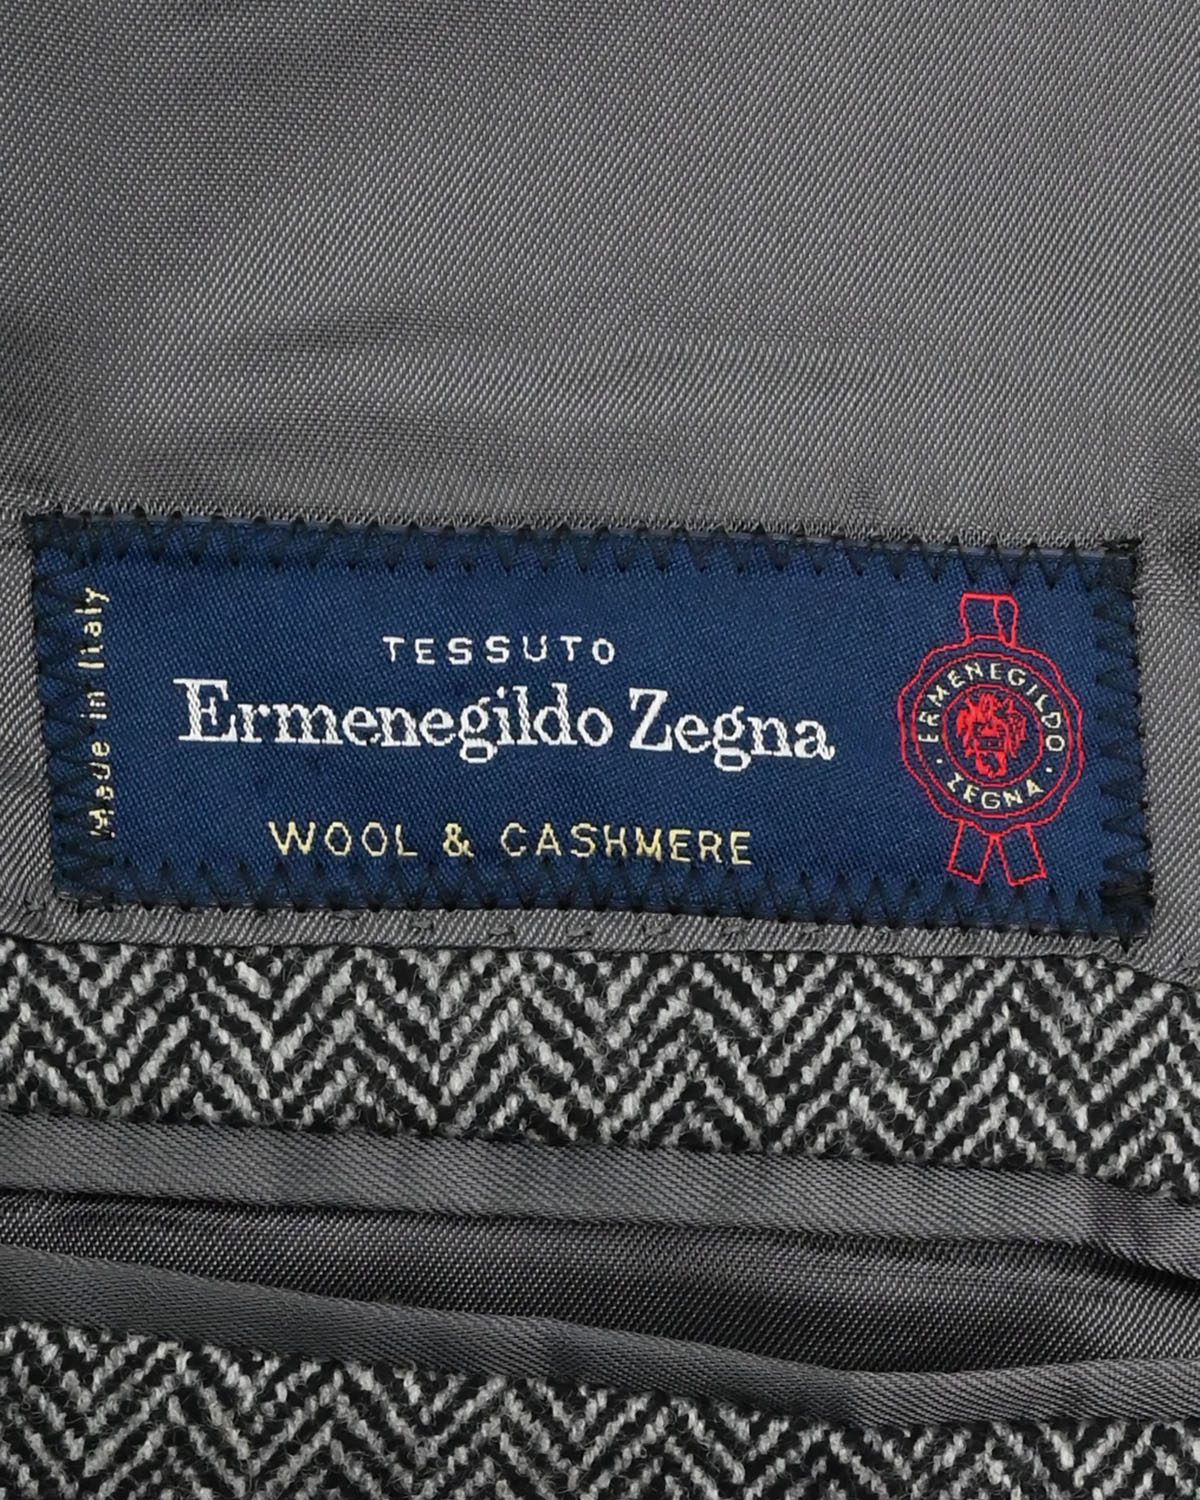 Made in Italy
TESSUTO
Ermenegildo Zegna
WOOL & CASHMERE
ERMENEGILDO
· ZEGNA ·